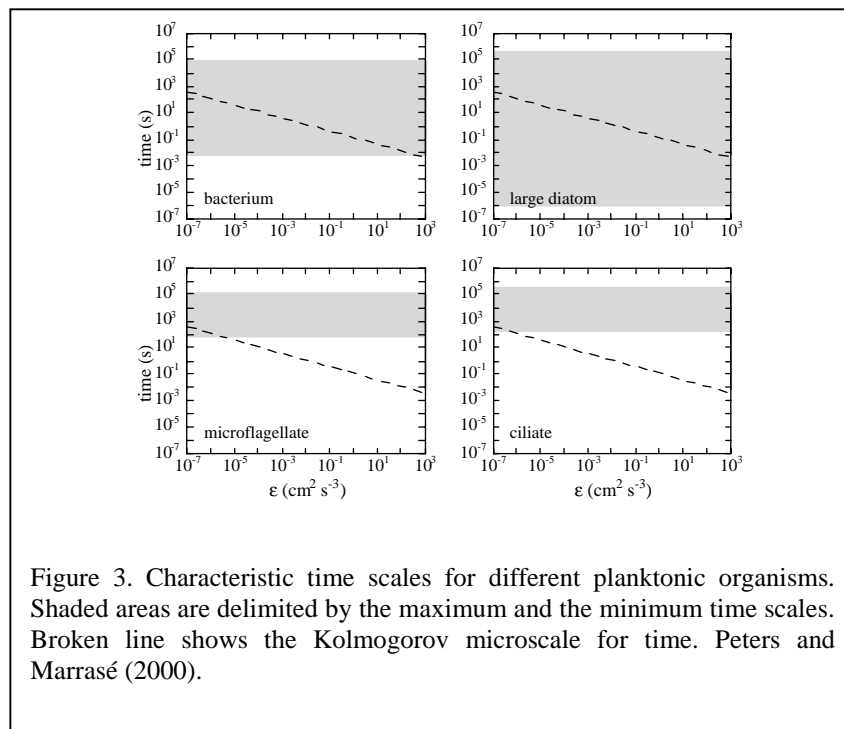 10^7
10^5
10^3
10^1
10^-1
10^-3
10^-5
10^-7
time (s)
bacterium
10^-7 10^-5 10^-3 10^-1 10^1 10^3
10^7
10^5
10^3
10^1
10^-1
10^-3
10^-5
10^-7
large diatom
10^-7 10^-5 10^-3 10^-1 10^1 10^3
10^7
10^5
10^3
10^1
10^-1
10^-3
10^-5
10^-7
time (s)
microflagellate
10^-7 10^-5 10^-3 10^-1 10^1 10^3
ε (cm² s⁻³)
10^7
10^5
10^3
10^1
10^-1
10^-3
10^-5
10^-7
ciliate
10^-7 10^-5 10^-3 10^-1 10^1 10^3
ε (cm² s⁻³)
Figure 3. Characteristic time scales for different planktonic organisms.
Shaded areas are delimited by the maximum and the minimum time scales.
Broken line shows the Kolmogorov microscale for time. Peters and
Marrasé (2000).